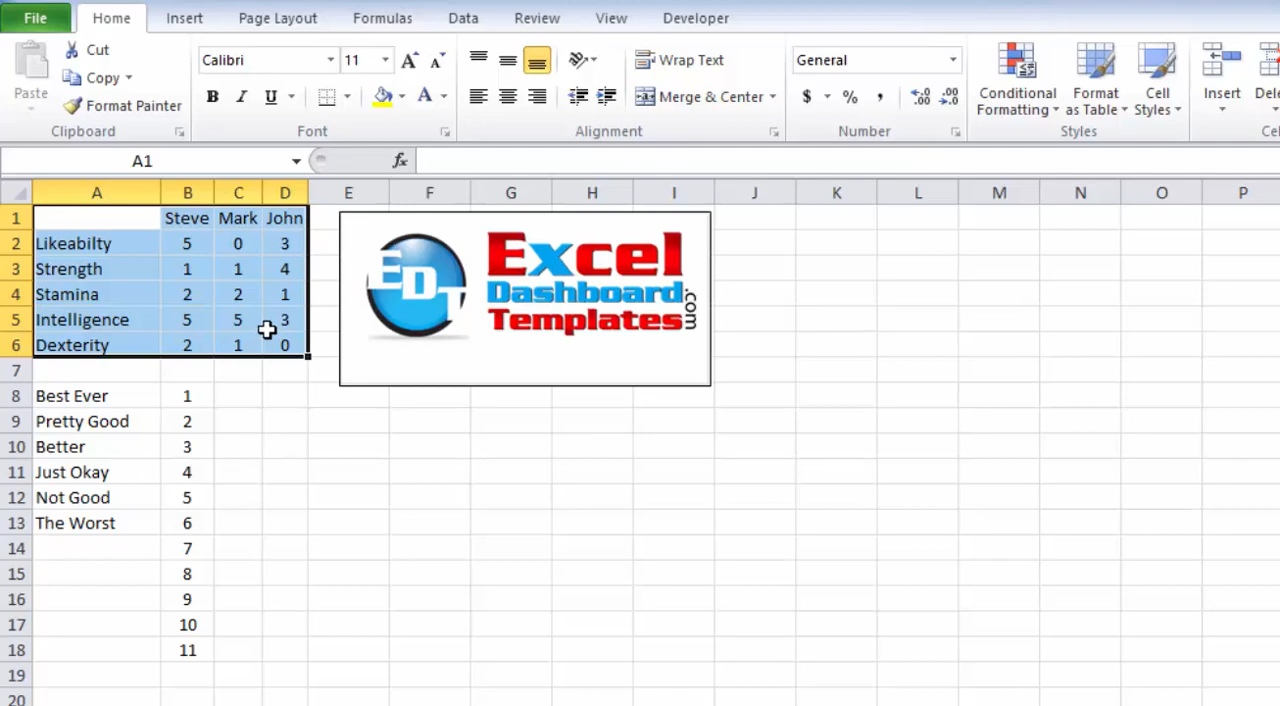 File Home Insert Page Layout Formulas Data Review View Developer
Cut
Copy
Format Painter
Paste
Clipboard
Calibri 11 A A
B I U A
Font
Wrap Text
Merge & Center
Alignment
General
$ % , .00 .00
Number
Conditional Formatting
Format as Table
Cell Styles
Styles
Insert
A1 fx
A B C D E F G H I J K L M N O P
1 Steve Mark John
2 Likeabilty 5 0 3
3 Strength 1 1 4
4 Stamina 2 2 1
5 Intelligence 5 5 3
6 Dexterity 2 1 0
7
8 Best Ever 1
9 Pretty Good 2
10 Better 3
11 Just Okay 4
12 Not Good 5
13 The Worst 6
14 7
15 8
16 9
17 10
18 11
19
20
EDT
Excel
Dashboard
Templates
.com